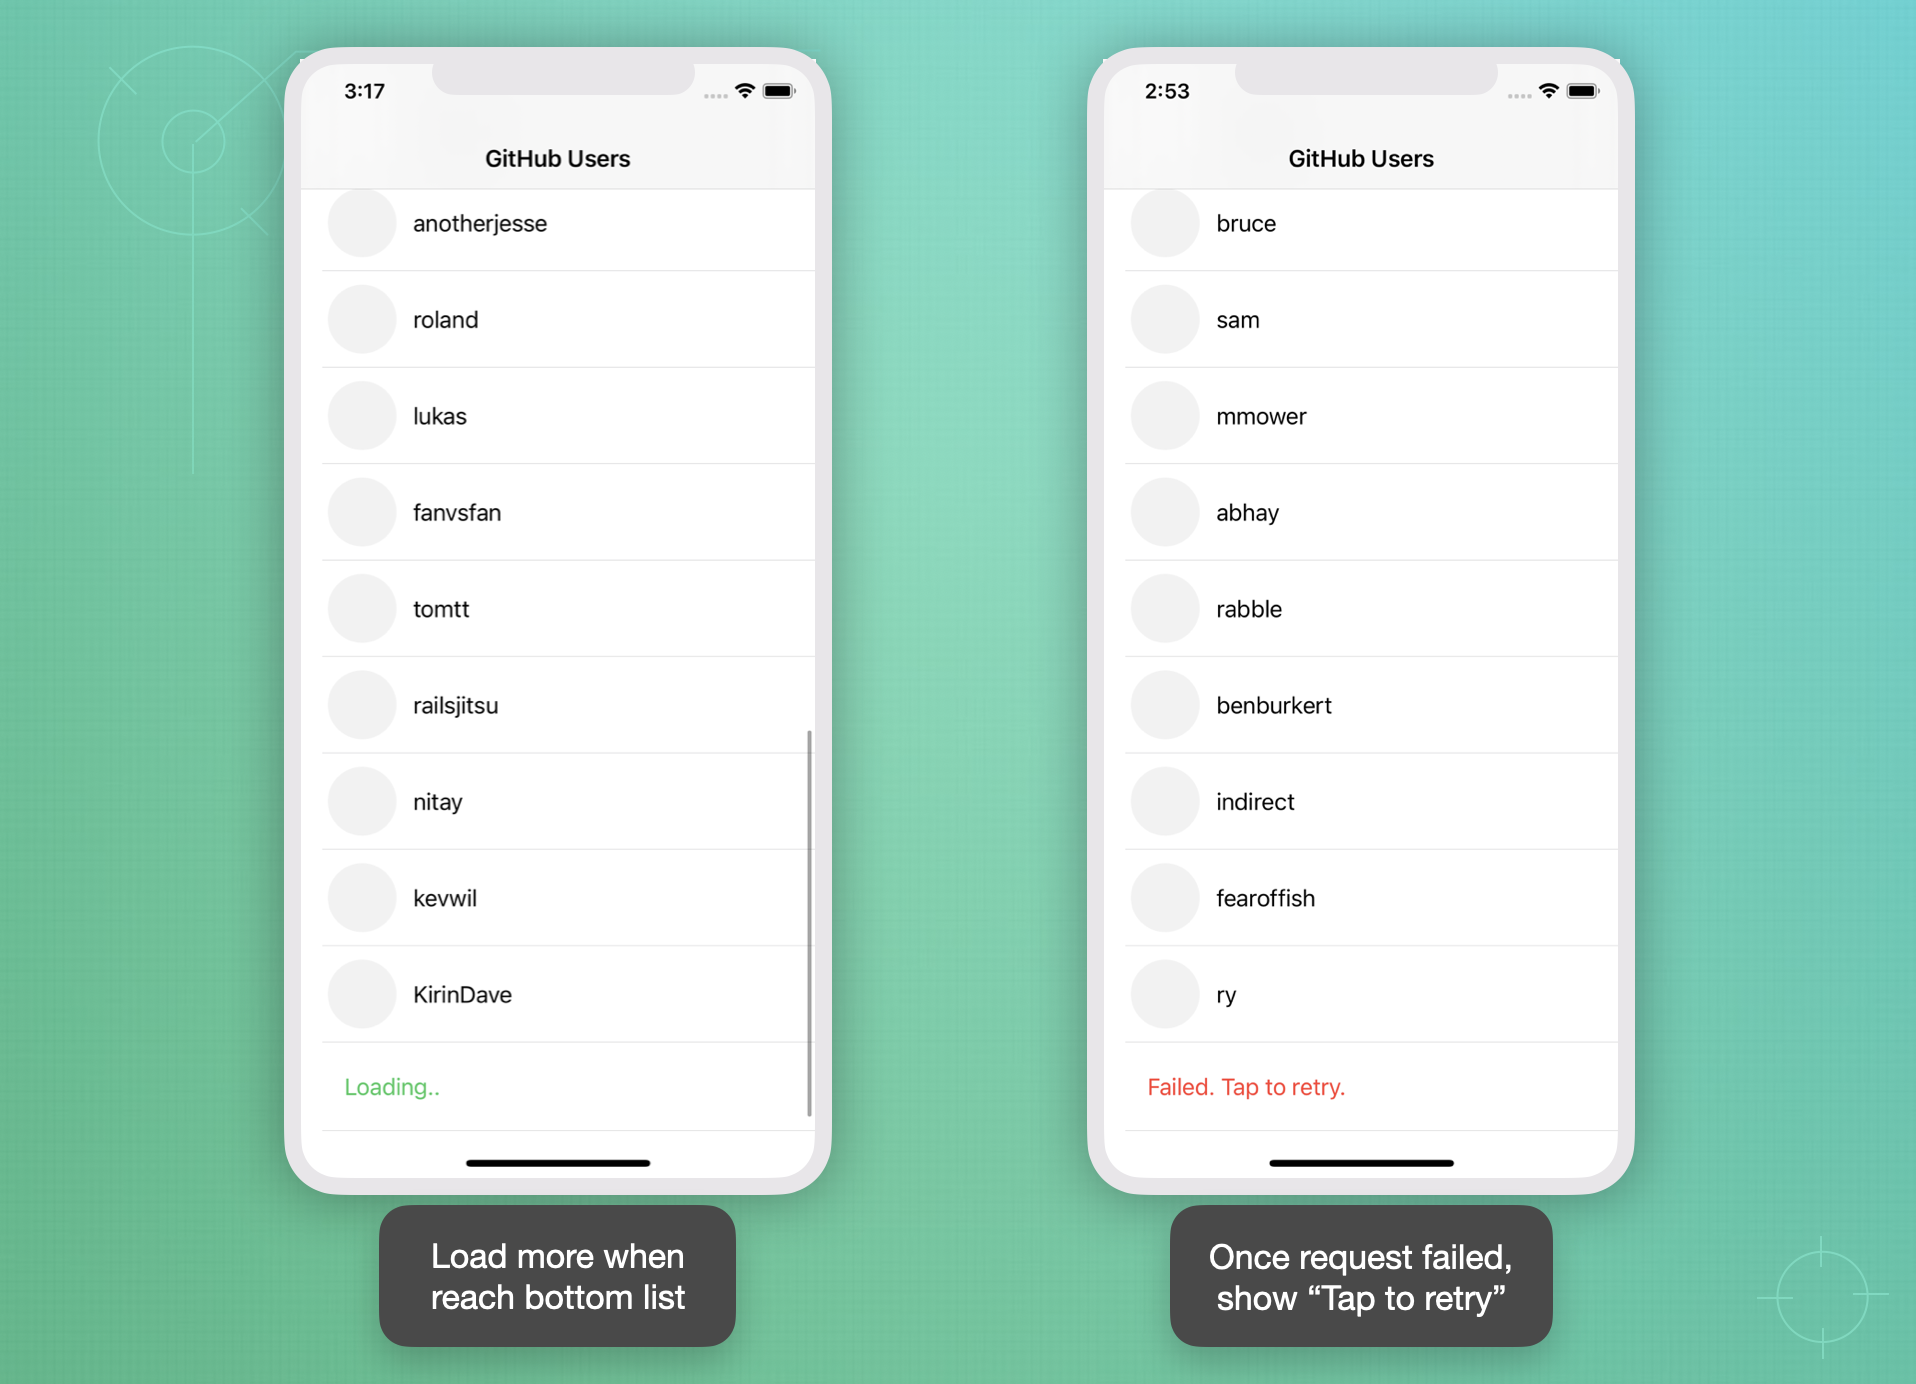 3:17
GitHub Users
anotherjesse
roland
lukas
fanvsfan
tomtt
railsjitsu
nitay
kevwil
KirinDave
Loading..
Load more when
reach bottom list
2:53
GitHub Users
bruce
sam
mmower
abhay
rabble
benburkert
indirect
fearoffish
ry
Failed. Tap to retry.
Once request failed,
show “Tap to retry”